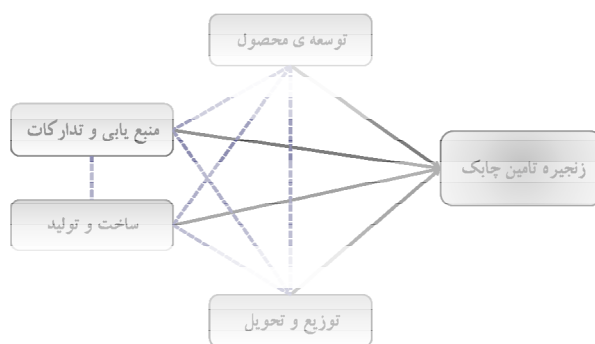 توسعه ی محصول
منبع یابی و تدارکات
زنجیره تامین چابک
ساخت و تولید
توزیع و تحویل